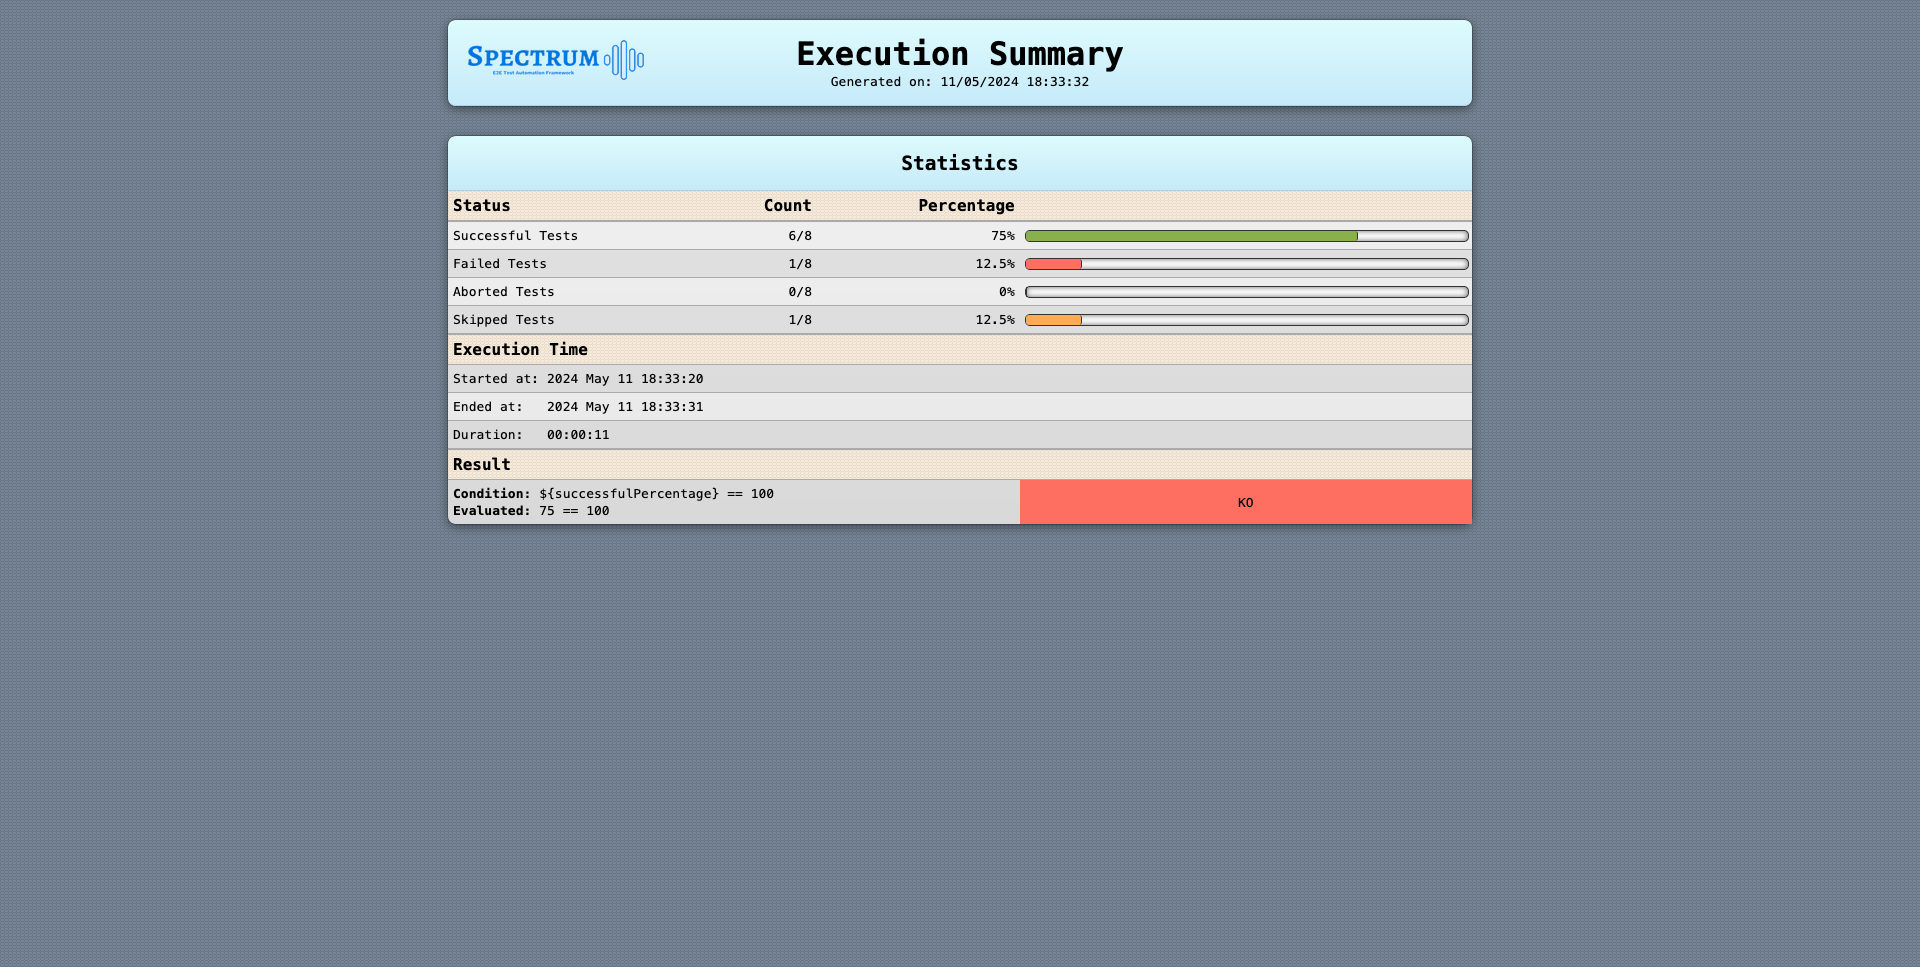 SPECTRUM
E2E Test Automation Framework
Execution Summary
Generated on: 11/05/2024 18:33:32
Statistics
Status Count Percentage
Successful Tests 6/8 75%
Failed Tests 1/8 12.5%
Aborted Tests 0/8 0%
Skipped Tests 1/8 12.5%
Execution Time
Started at: 2024 May 11 18:33:20
Ended at: 2024 May 11 18:33:31
Duration: 00:00:11
Result
Condition: ${successfulPercentage} == 100
Evaluated: 75 == 100
KO